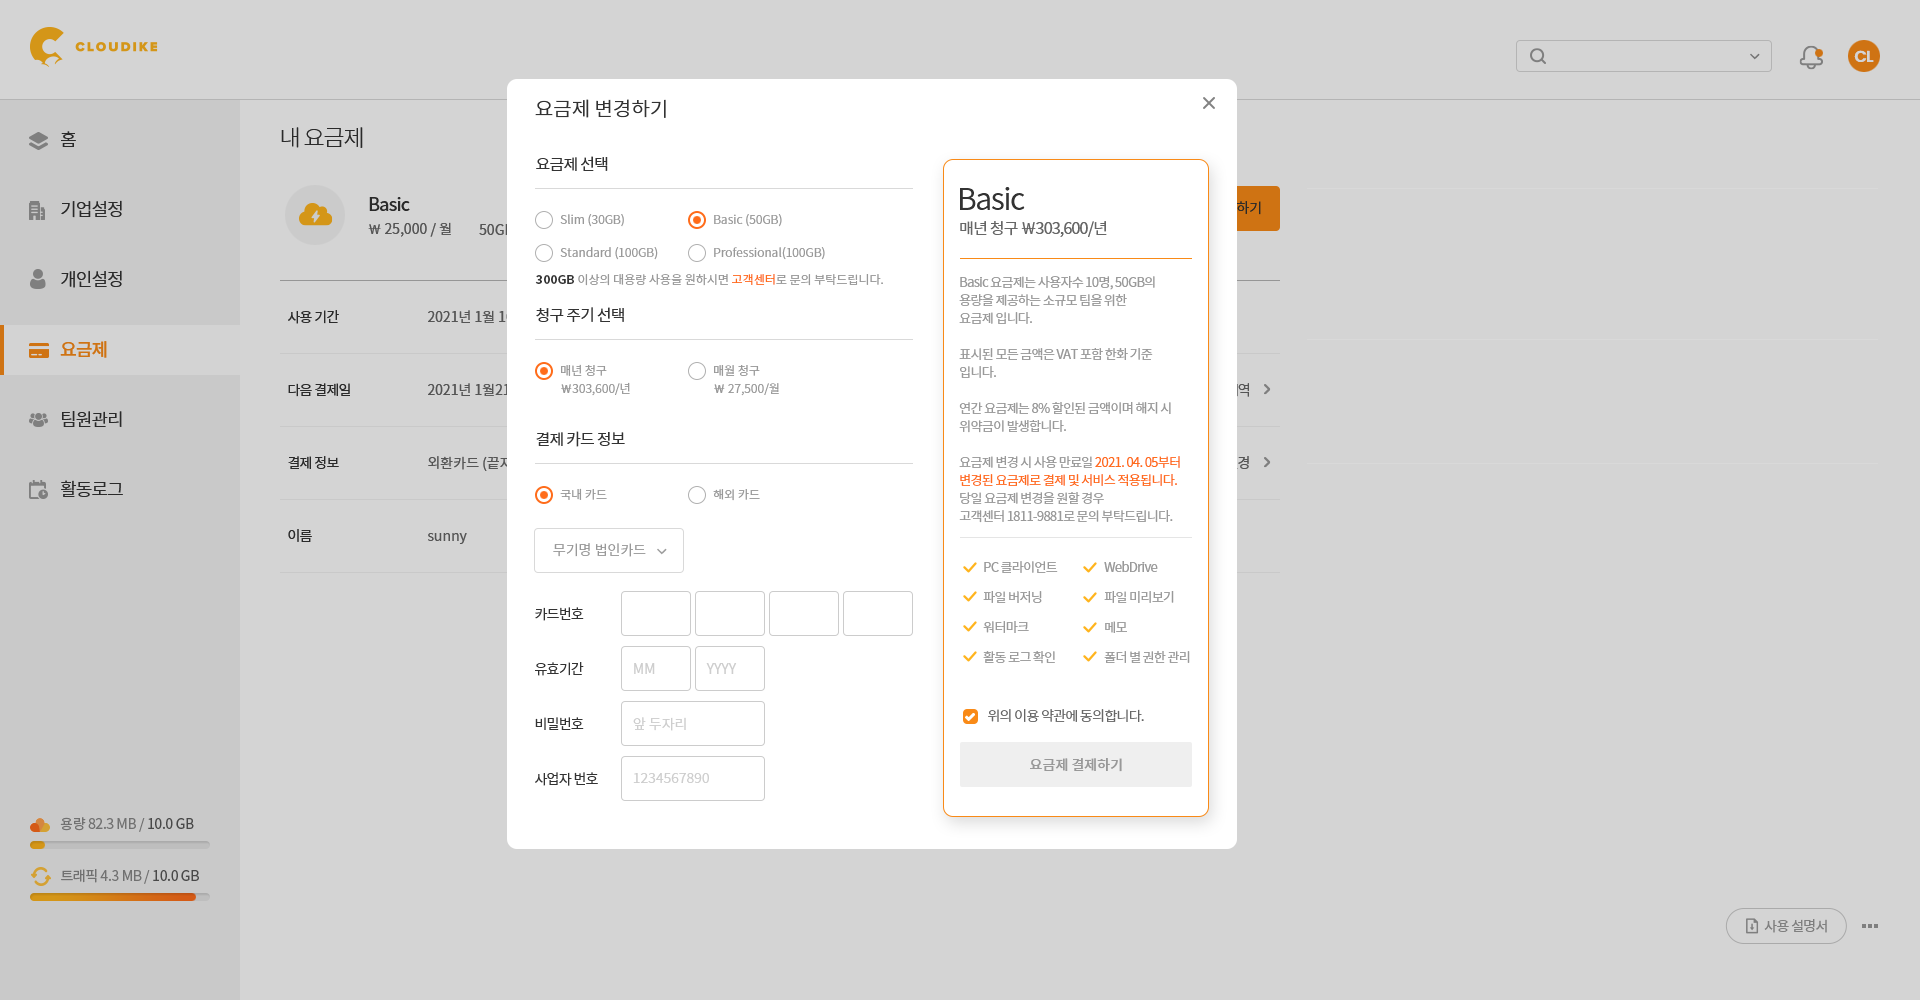 CLOUDIKE
CL
홈
기업설정
개인설정
요금제
팀원관리
활동로그
용량 82.3 MB / 10.0 GB
트래픽 4.3 MB / 10.0 GB
내 요금제
Basic
₩ 25,000 / 월
하기
사용 기간
2021년 1월
다음 결제일
2021년 1월21
역
결제 정보
외환카드
경
이름
sunny
요금제 변경하기
요금제 선택
Slim (30GB)
Basic (50GB)
Standard (100GB)
Professional(100GB)
300GB 이상의 대용량 사용을 원하시면 고객센터로 문의 부탁드립니다.
청구 주기 선택
매년 청구
₩303,600/년
매월 청구
₩ 27,500/월
결제 카드 정보
국내 카드
해외 카드
무기명 법인카드
카드번호
유효기간
MM
YYYY
비밀번호
앞 두자리
사업자 번호
1234567890
Basic
매년 청구 ₩303,600/년
Basic 요금제는 사용자수 10명, 50GB의
용량을 제공하는 소규모 팀을 위한
요금제 입니다.
표시된 모든 금액은 VAT 포함 한화 기준
입니다.
연간 요금제는 8% 할인된 금액이며 해지 시
위약금이 발생합니다.
요금제 변경 시 사용 만료일 2021. 04. 05부터
변경된 요금제로 결제 및 서비스 적용됩니다.
당일 요금제 변경을 원할 경우
고객센터 1811-9881로 문의 부탁드립니다.
PC 클라이언트
WebDrive
파일 버저닝
파일 미리보기
워터마크
메모
활동 로그 확인
폴더 별 권한 관리
위의 이용 약관에 동의합니다.
요금제 결제하기
사용 설명서